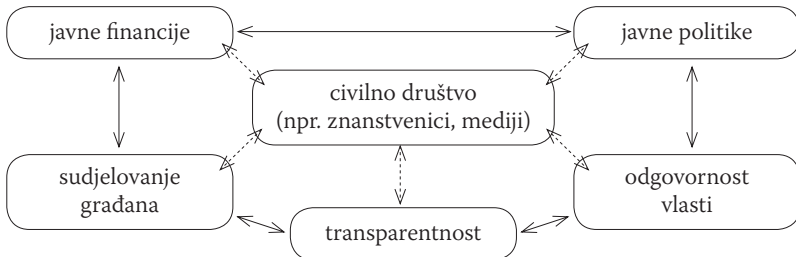 javne financije
javne politike
civilno društvo
(npr. znanstvenici, mediji)
sudjelovanje
građana
odgovornost
vlasti
transparentnost